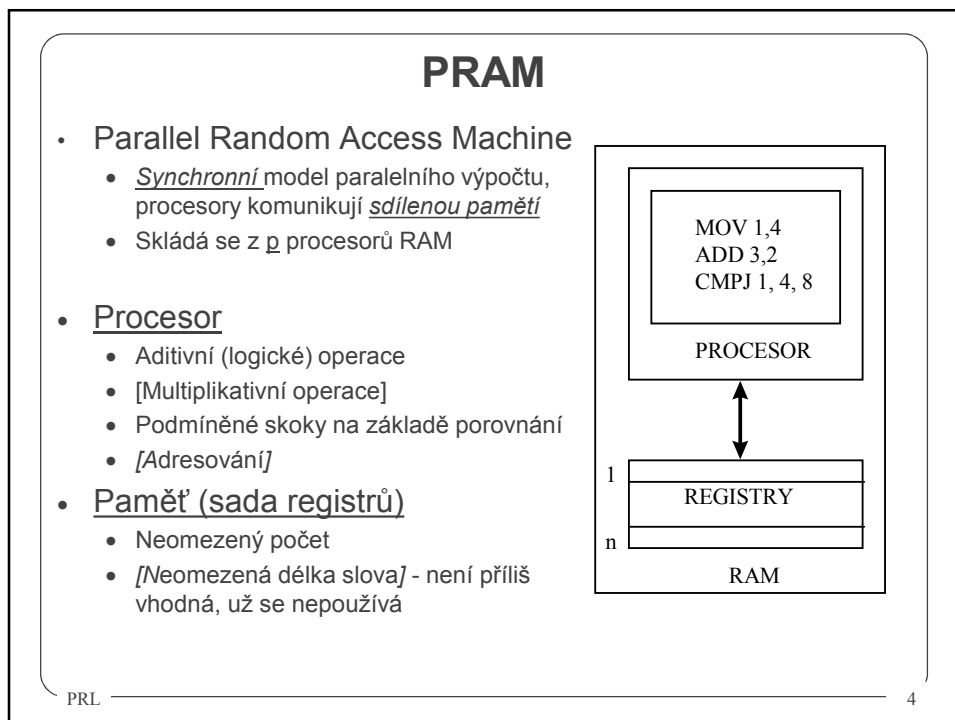 PRAM
• Parallel Random Access Machine
• Synchronní model paralelního výpočtu,
procesory komunikují sdílenou pamětí
• Skládá se z p procesorů RAM
• Procesor
• Aditivní (logické) operace
• [Multiplikativní operace]
• Podmíněné skoky na základě porovnání
• [Adresování]
• Paměť (sada registrů)
• Neomezený počet
• [Neomezená délka slova] - není příliš
vhodná, už se nepoužívá
MOV 1,4
ADD 3,2
CMPJ 1, 4, 8
PROCESOR
1
REGISTRY
n
RAM
PRL
4